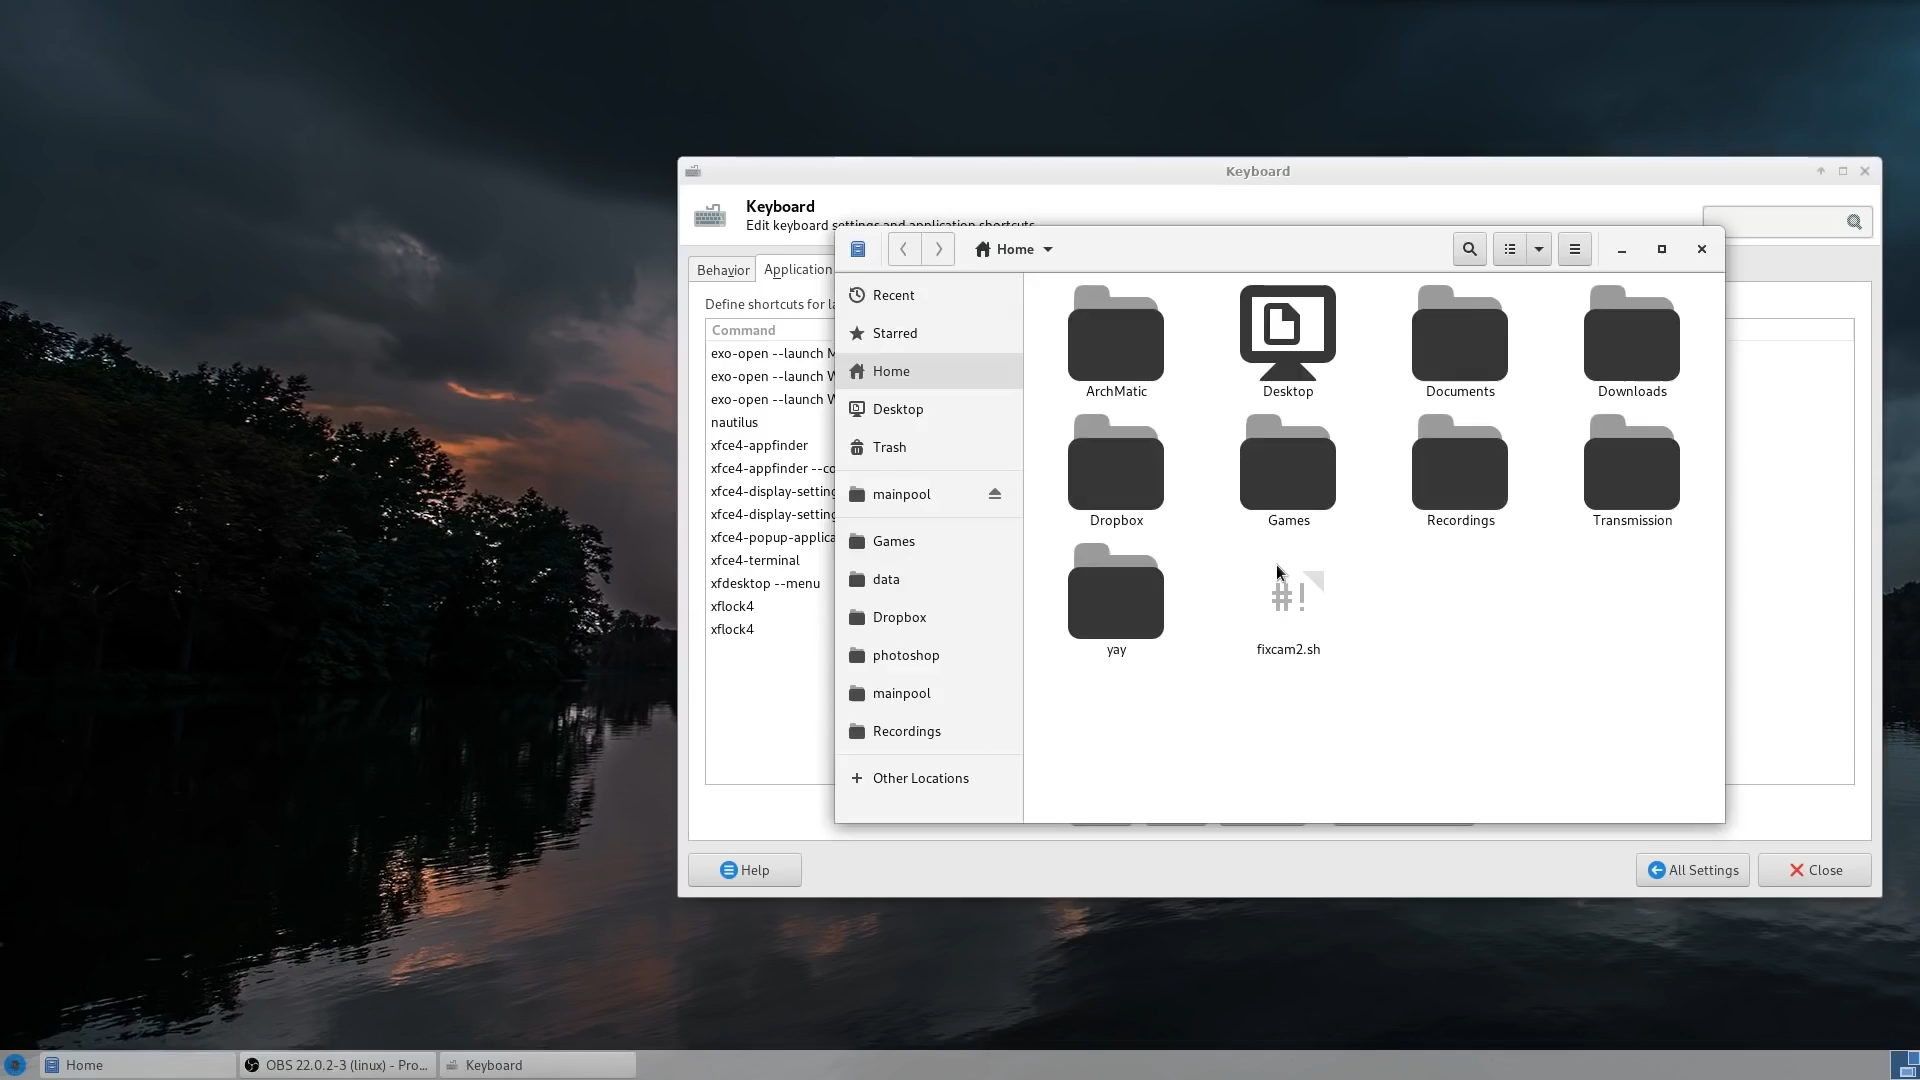 Keyboard
Keyboard
Edit keyboard settings and application shortcuts
Home
Behavior
Application
Define shortcuts for la
Command
exo-open --launch M
exo-open --launch W
exo-open --launch W
nautilus
xfce4-appfinder
xfce4-appfinder --co
xfce4-display-setting
xfce4-display-setting
xfce4-popup-applica
xfce4-terminal
xfdesktop --menu
xflock4
xflock4
Recent
Starred
Home
Desktop
Trash
mainpool
Games
data
Dropbox
photoshop
mainpool
Recordings
+ Other Locations
ArchMatic
Desktop
Documents
Downloads
Dropbox
Games
Recordings
Transmission
yay
#!
fixcam2.sh
Help
All Settings
Close
Home
OBS 22.0.2-3 (linux) - Pro...
Keyboard